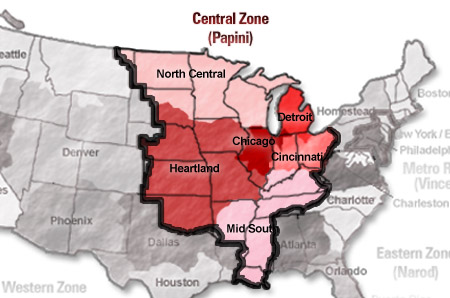 Central Zone
(Papini)
eattle
North Central
Detroit
Boston
Homestead
Chicago
New York / E
Philadelphi
Denver
Heartland
Cincinnati
Metro R
(Vince
Charlotte
Charleston
Phoenix
Dallas
Mid South
Atlanta
Eastern Zone
(Narod)
Orlando
Western Zone
Houston